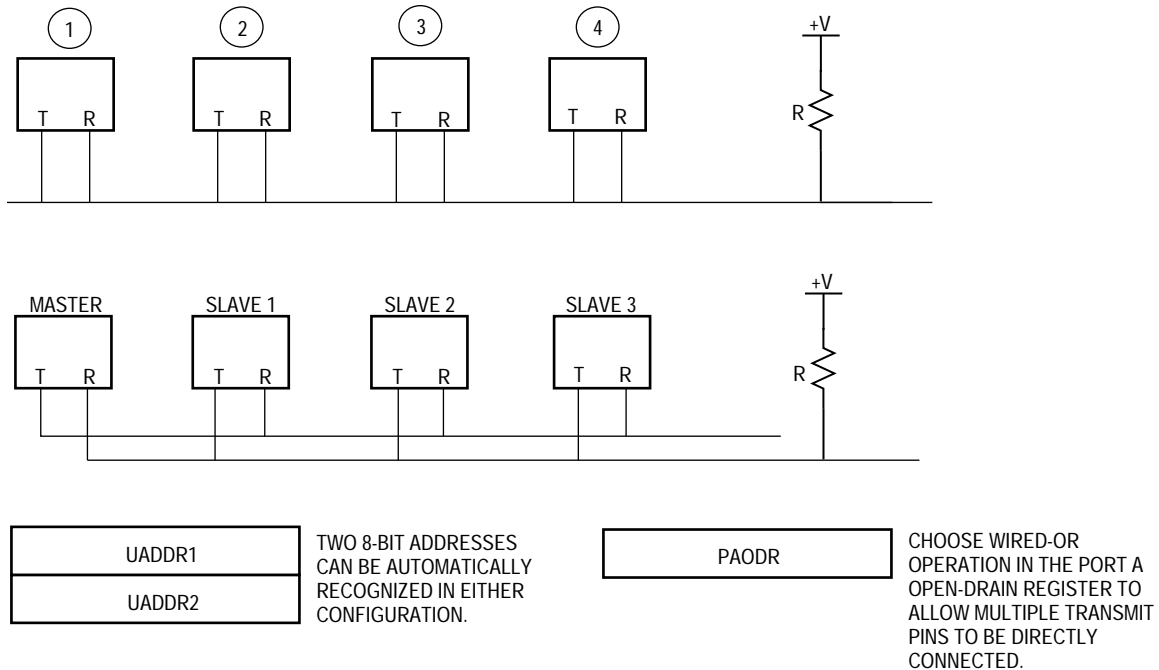 1 2 3 4
+V
T R T R T R T R
R
+V
MASTER SLAVE 1 SLAVE 2 SLAVE 3
T R T R T R T R
R
UADDR1
UADDR2
TWO 8-BIT ADDRESSES
CAN BE AUTOMATICALLY
RECOGNIZED IN EITHER
CONFIGURATION.
PAODR
CHOOSE WIRED-OR
OPERATION IN THE PORT A
OPEN-DRAIN REGISTER TO
ALLOW MULTIPLE TRANSMIT
PINS TO BE DIRECTLY
CONNECTED.